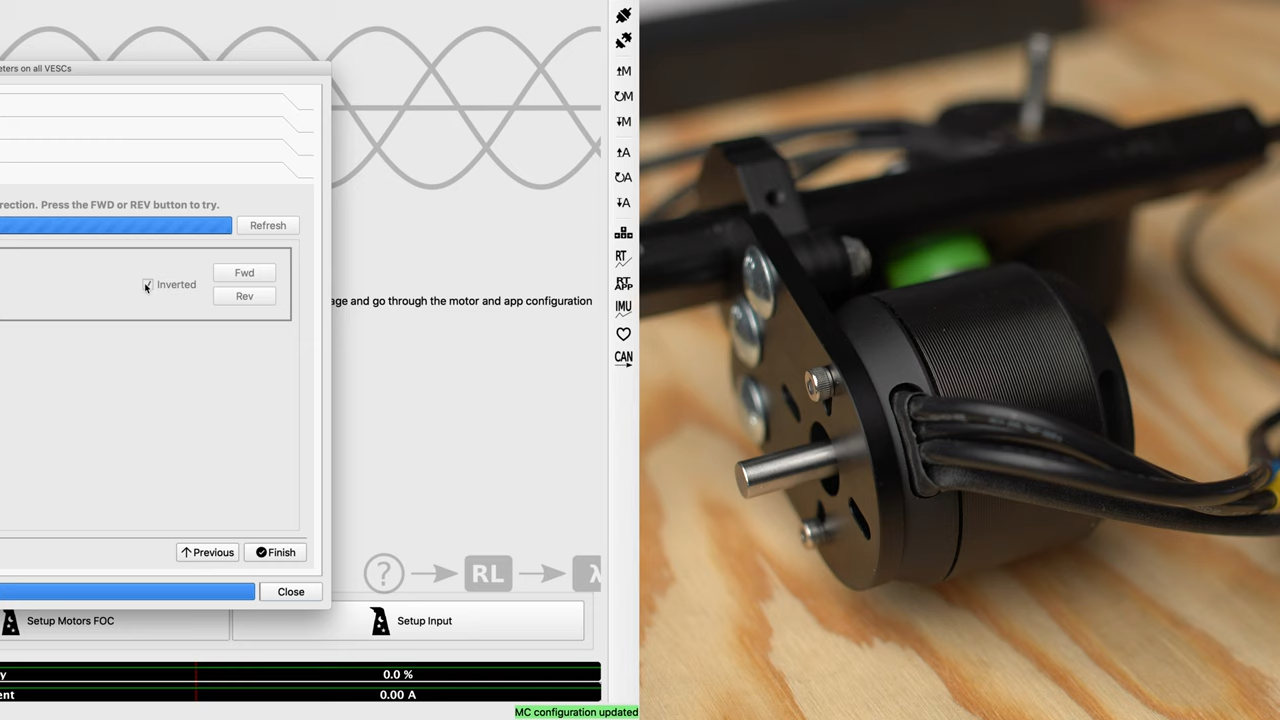 eters on all VESCs
rection. Press the FWD or REV button to try.
Refresh
Inverted
Fwd
Rev
age and go through the motor and app configuration
Previous
Finish
Close
? RL λ
Setup Motors FOC
Setup Input
y 0.0 %
ent 0.00 A
MC configuration updated
M
M
M
A
A
A
RT
RT
APP
IMU
CAN